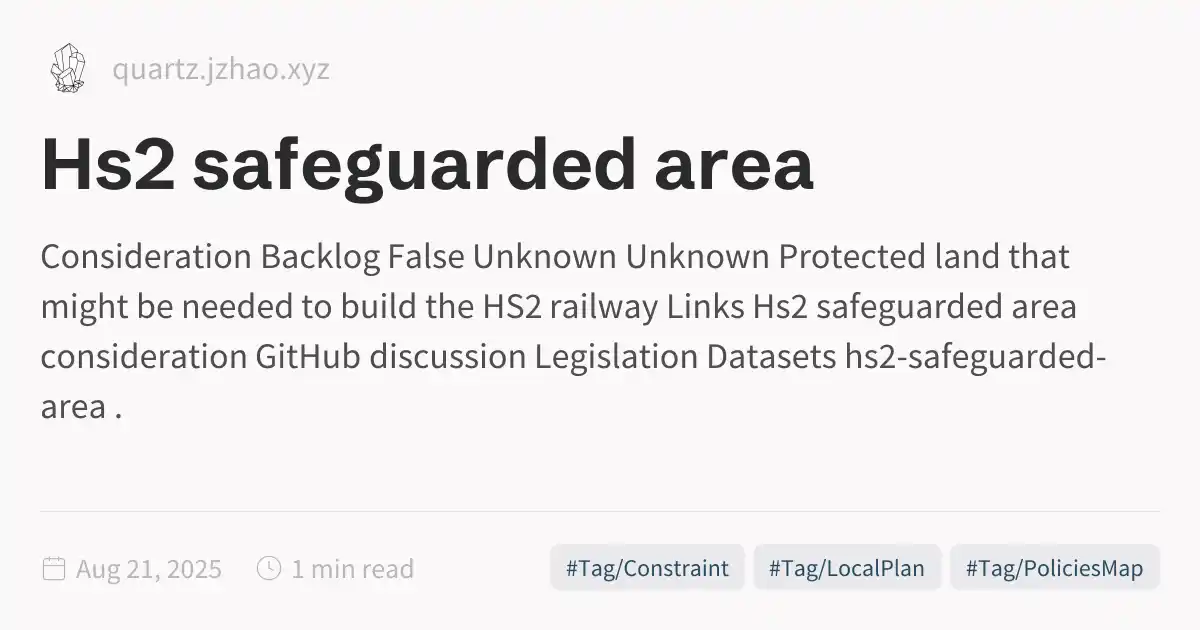 quartz.jzhao.xyz
Hs2 safeguarded area
Consideration Backlog False Unknown Unknown Protected land that
might be needed to build the HS2 railway Links Hs2 safeguarded area
consideration GitHub discussion Legislation Datasets hs2-safeguarded-
area .
Aug 21, 2025 1 min read #Tag/Constraint #Tag/LocalPlan #Tag/PoliciesMap